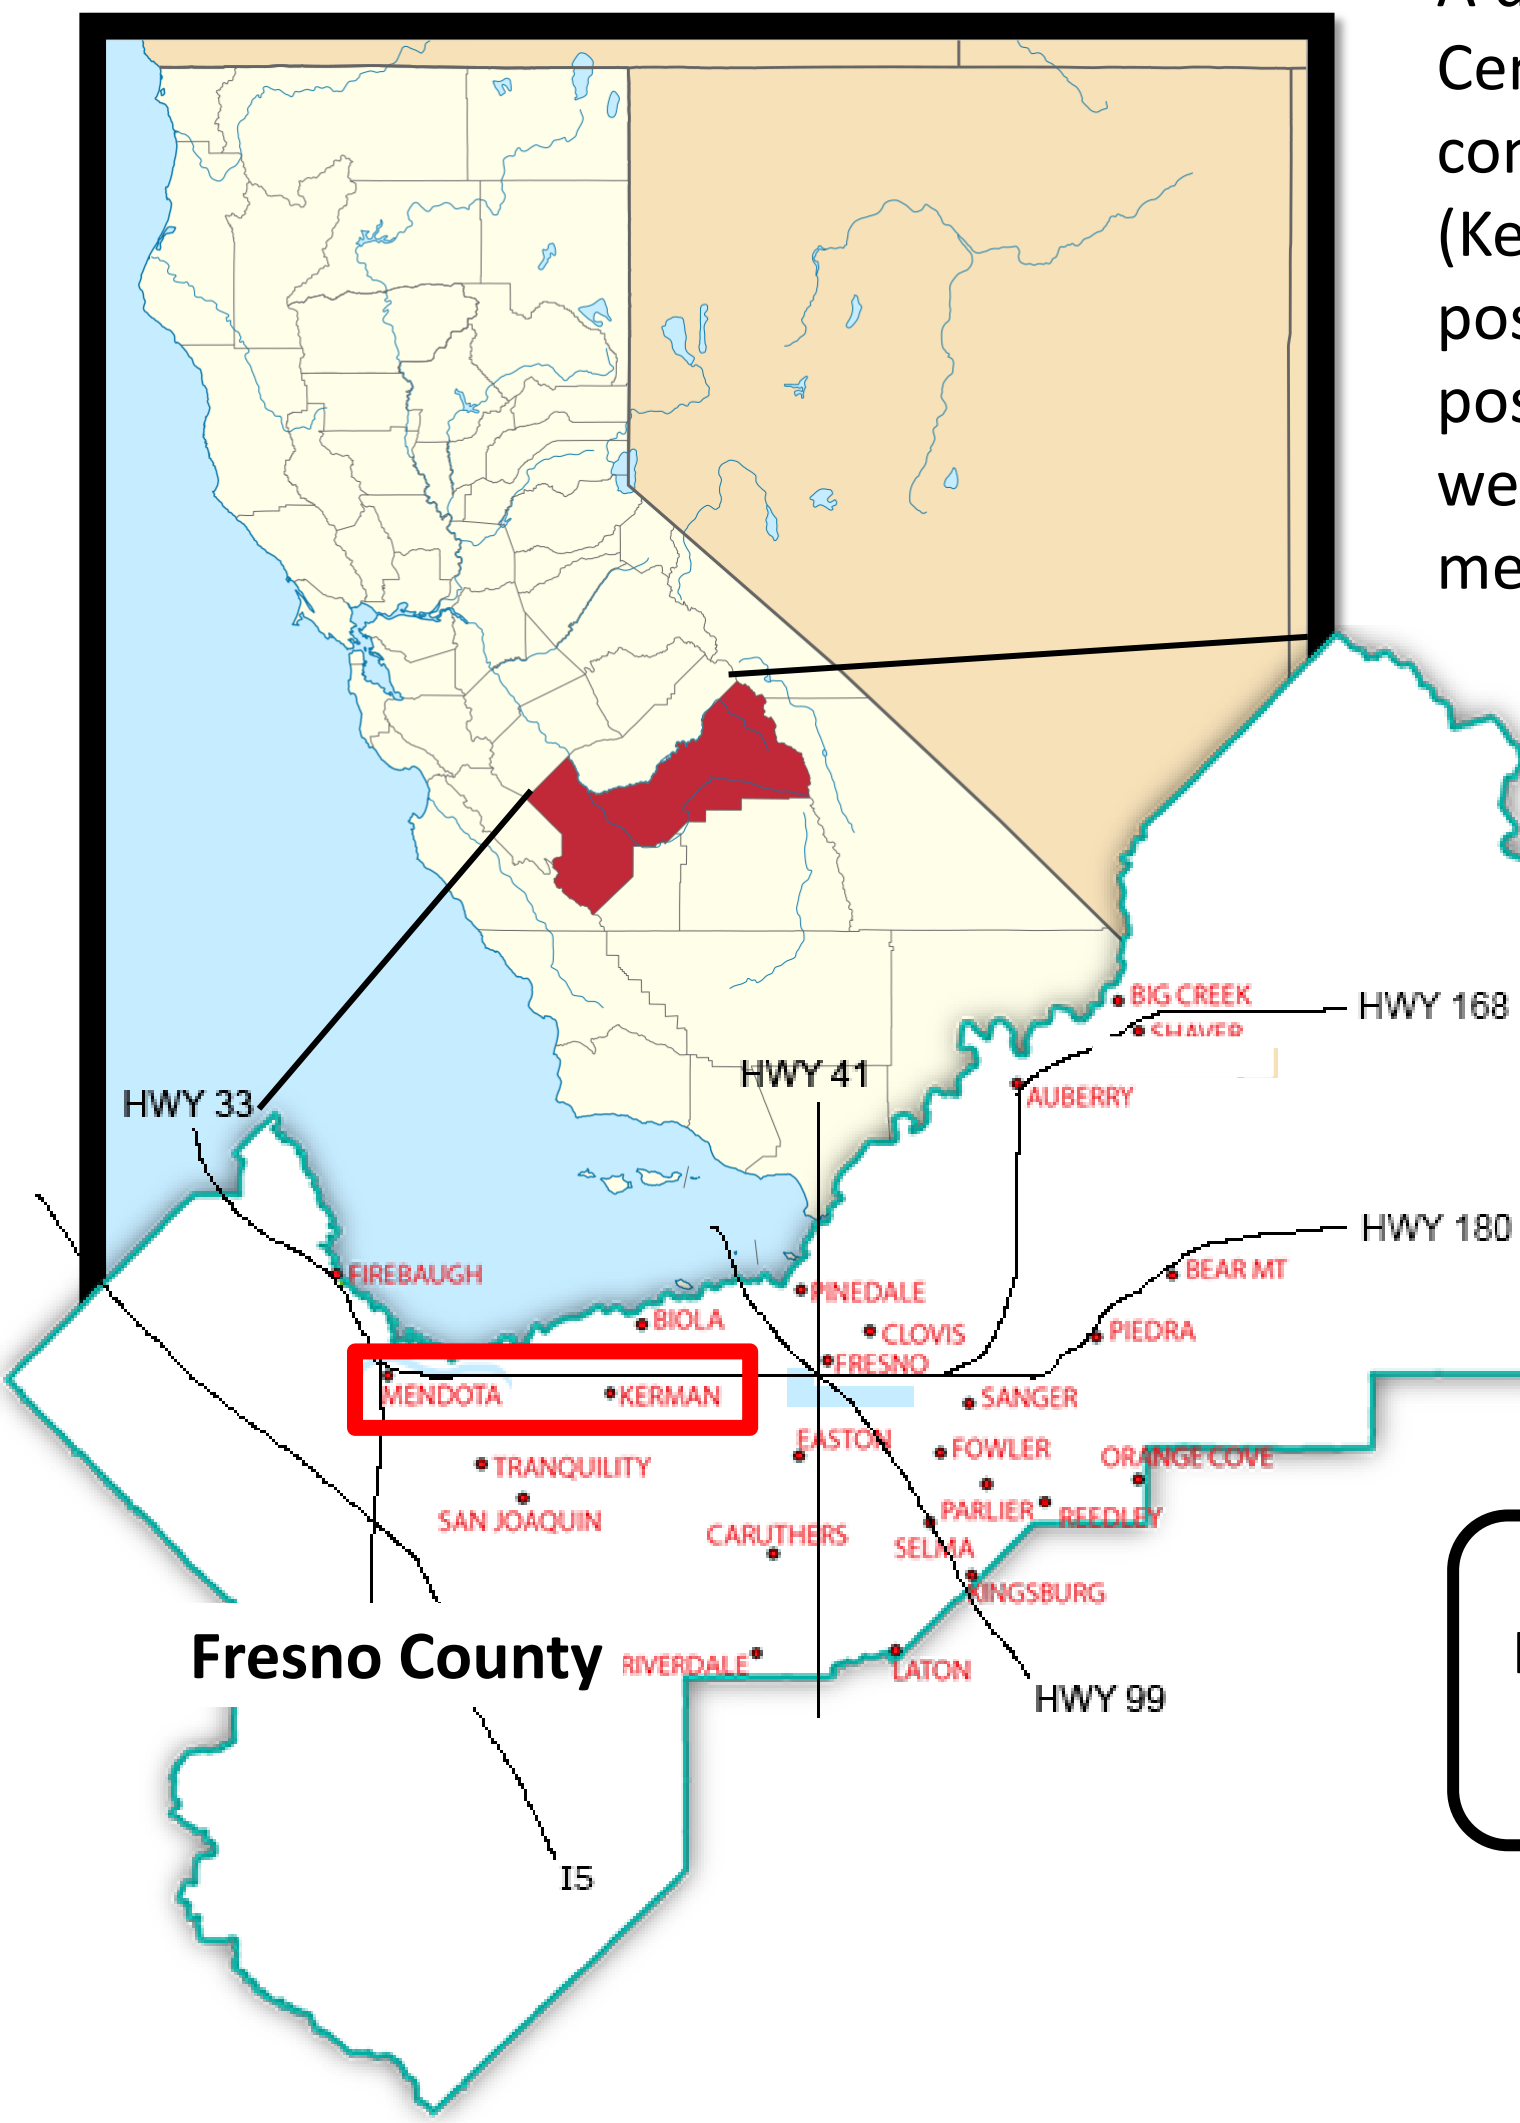 HWY 41
HWY 33
BIG CREEK
HWY 168
SHAVER
AUBERRY
HWY 180
FIREBAUGH
BEAR MT
PINEDALE
BIOLA
CLOVIS
PIEDRA
FRESNO
MENDOTA
KERMAN
SANGER
EASTON
FOWLER
ORANGE COVE
TRANQUILITY
PARLIER
REEDLEY
SAN JOAQUIN
CARUTHERS
SELMA
KINGSBURG
Fresno County
RIVERDALE
LATON
HWY 99
I5
(Ke
pos
pos
we
me